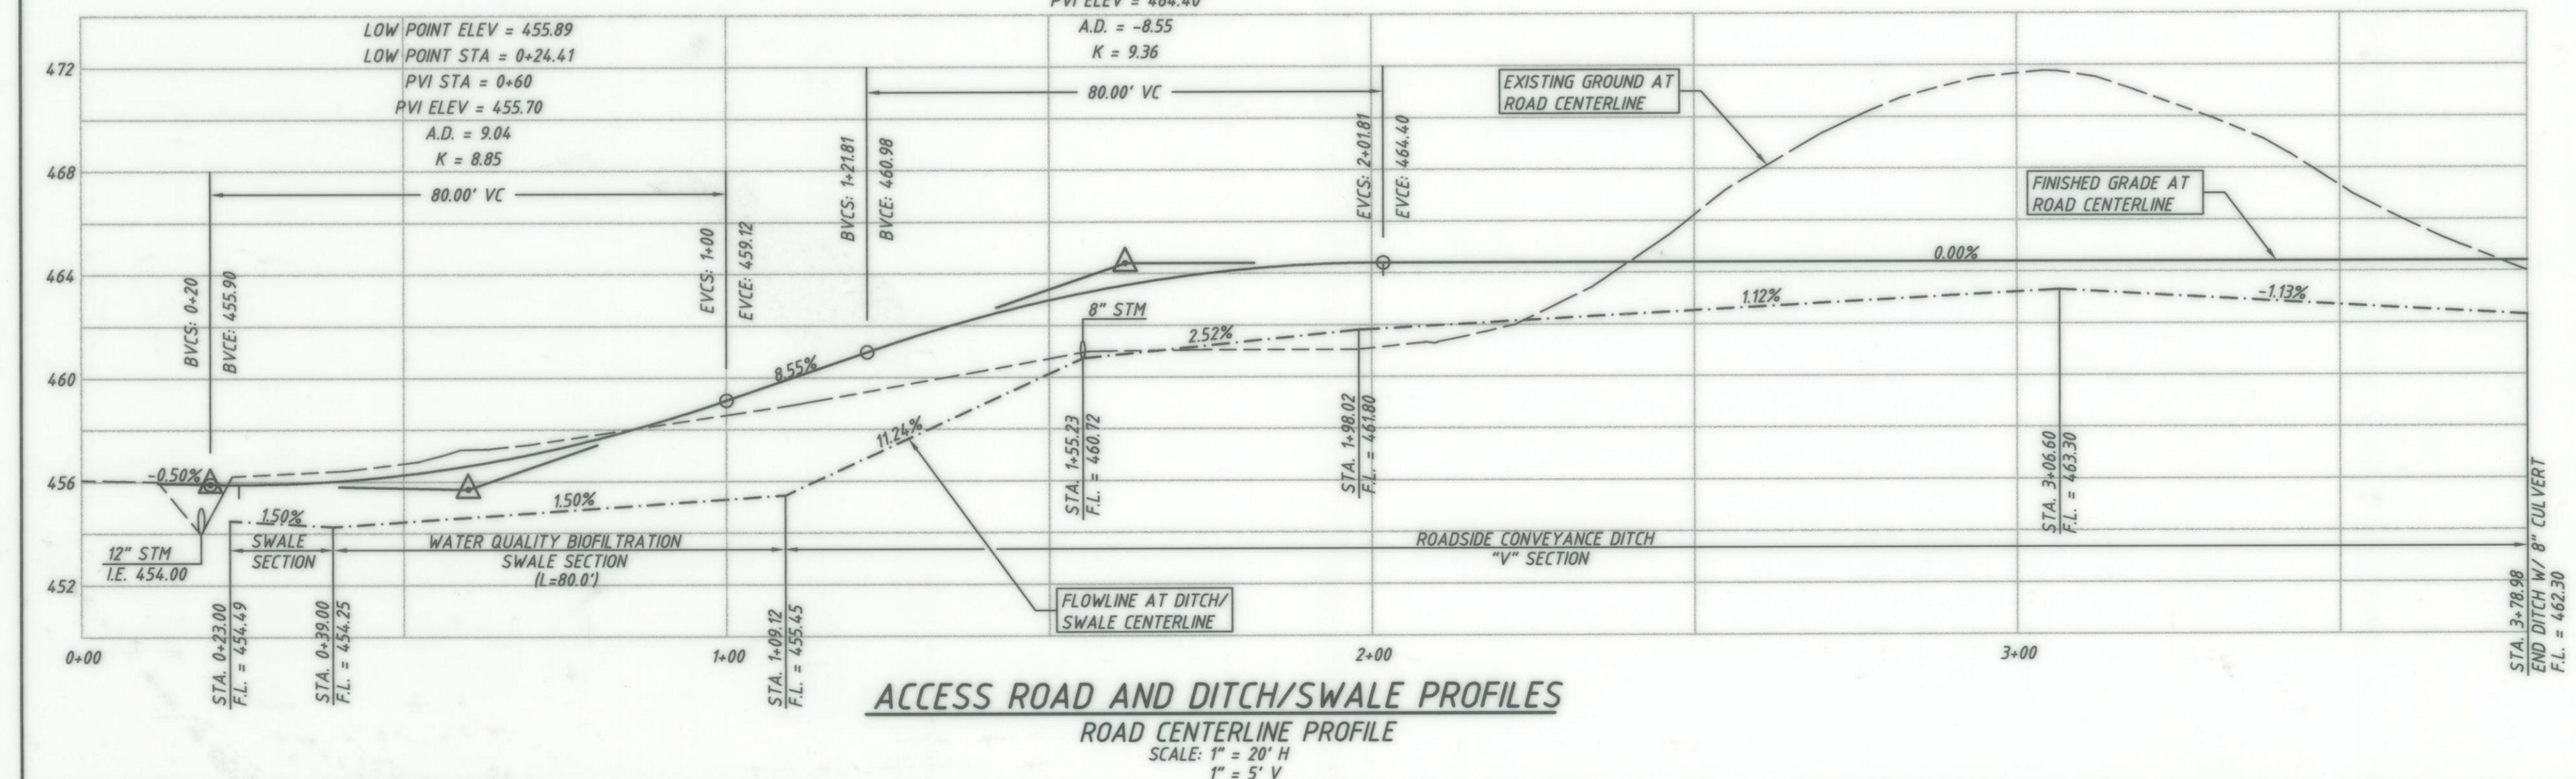 PVI ELEV = 464.40
A.D. = -8.55
K = 9.36
80.00' VC
LOW POINT ELEV = 455.89
LOW POINT STA = 0+24.41
PVI STA = 0+60
PVI ELEV = 455.70
A.D. = 9.04
K = 8.85
80.00' VC
472
468
464
460
456
452
BVCS: 0+20
BVCE: 455.90
EVCS: 1+00
EVCE: 459.12
BVCS: 1+21.81
BVCE: 460.98
EVCS: 2+01.81
EVCE: 464.40
EXISTING GROUND AT
ROAD CENTERLINE
FINISHED GRADE AT
ROAD CENTERLINE
-0.50%
8.55%
0.00%
8" STM
1.50%
1.50%
11.24%
2.52%
1.12%
-1.13%
12" STM
I.E. 454.00
SWALE
SECTION
WATER QUALITY BIOFILTRATION
SWALE SECTION
(L=80.0')
ROADSIDE CONVEYANCE DITCH
"V" SECTION
FLOWLINE AT DITCH/
SWALE CENTERLINE
STA. 0+23.00
F.L. = 454.49
STA. 0+39.00
F.L. = 454.25
STA. 1+09.12
F.L. = 455.45
STA. 1+55.23
F.L. = 460.72
STA. 1+98.02
F.L. = 461.80
STA. 3+06.60
F.L. = 463.30
STA. 3+78.98
END DITCH W/ 8" CULVERT
F.L. = 462.30
0+00
1+00
2+00
3+00
ACCESS ROAD AND DITCH/SWALE PROFILES
ROAD CENTERLINE PROFILE
SCALE: 1" = 20' H
1" = 5' V